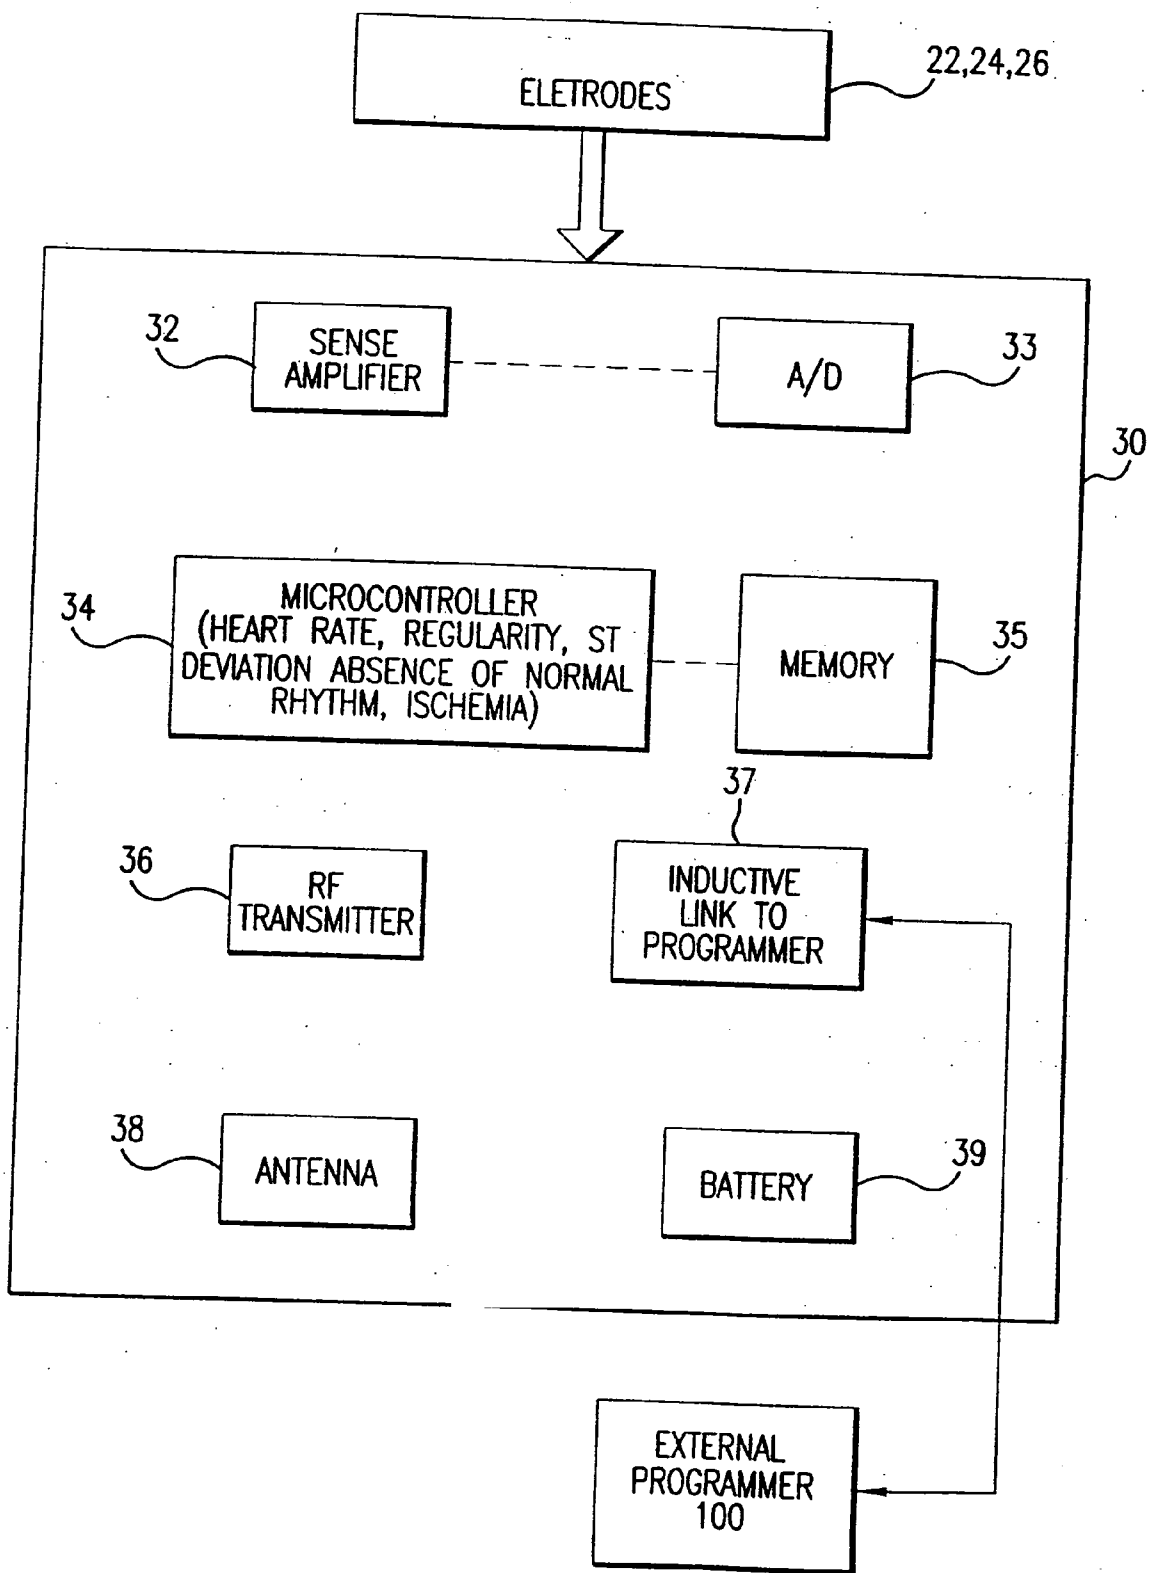 ELETRODES
22,24,26
32
SENSE
AMPLIFIER
A/D
33
30
34
MICROCONTROLLER
(HEART RATE, REGULARITY, ST
DEVIATION ABSENCE OF NORMAL
RHYTHM, ISCHEMIA)
MEMORY
35
36
RF
TRANSMITTER
37
INDUCTIVE
LINK TO
PROGRAMMER
38
ANTENNA
BATTERY
39
EXTERNAL
PROGRAMMER
100